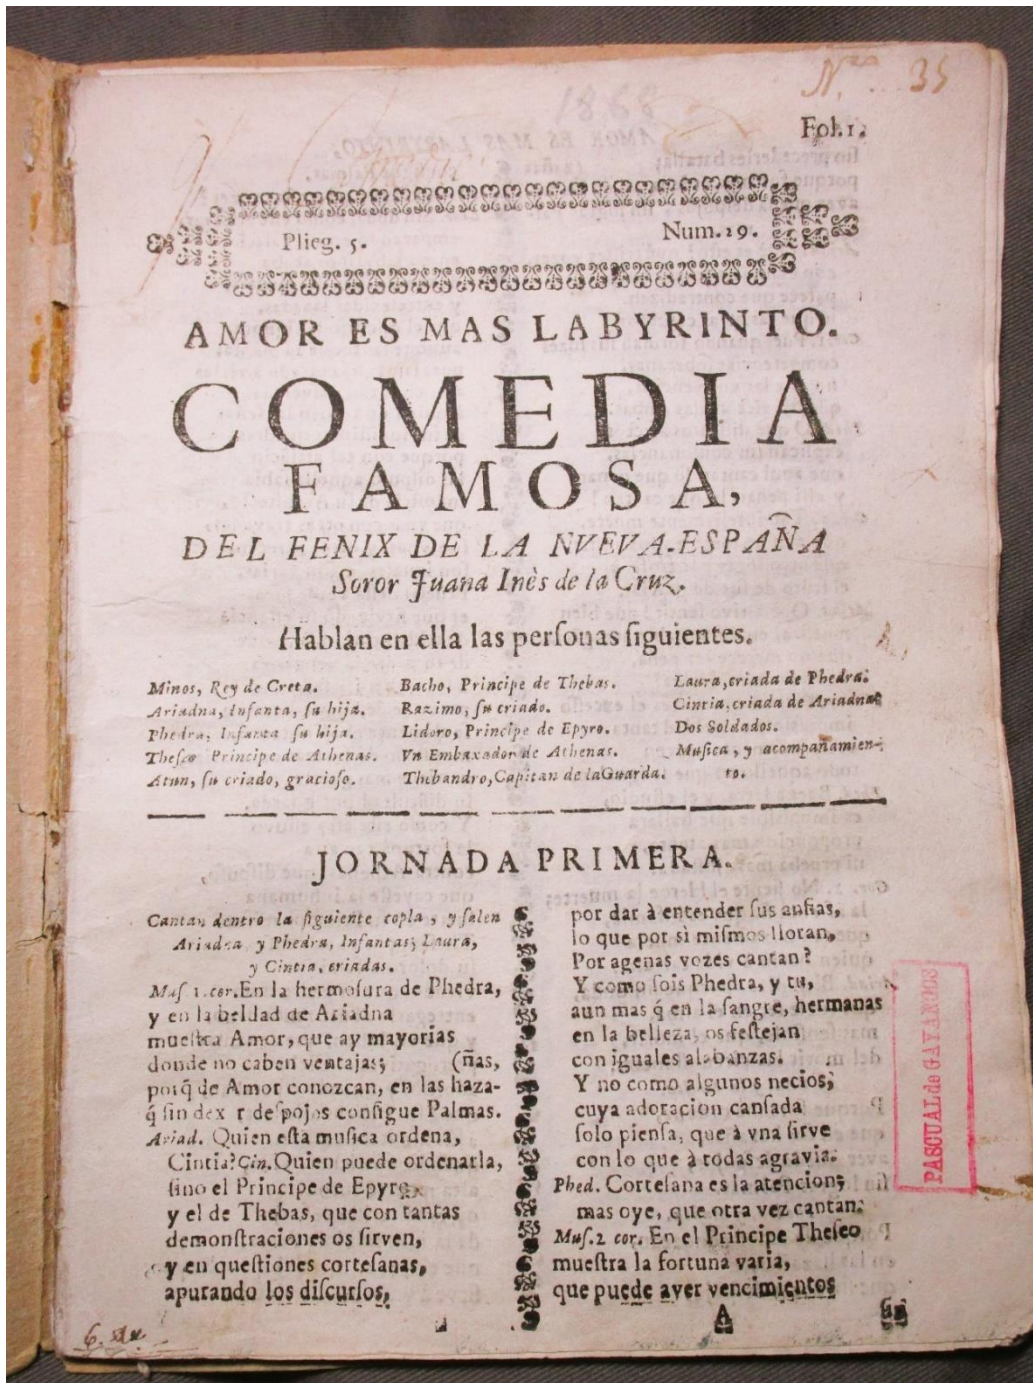 Nro. 35
1868
Fol.1.
Plieg. 5.
Num.29.
AMOR ES MAS LABYRINTO.
COMEDIA
FAMOSA,
DEL FENIX DE LA NVEVA-ESPAÑA
Soror Juana Inès de la Cruz.
Hablan en ella las perſonas ſiguientes.
Minos, Rey de Creta.
Ariadna, Infanta, ſu hija.
Phedra, Infanta ſu hija.
Theſeo Principe de Athenas.
Atun, ſu criado, gracioſo.
Bacho, Principe de Thebas.
Razimo, ſu criado.
Lidoro, Principe de Epyro.
Vn Embaxador de Athenas.
Thebandro, Capitan de la Guarda.
Laura, criada de Phedra.
Cintia, criada de Ariadna.
Dos Soldados.
Muſica, y acompañamien-
to.
JORNADA PRIMERA.
Cantan dentro la ſiguiente copla, y ſalen
Ariadna y Phedra, Infantas; Laura,
y Cintia, criadas.
Muſ. 1. cor. En la hermoſura de Phedra,
y en la beldad de Ariadna
mueſtra Amor, que ay mayorias
donde no caben ventajas; (ñas,
porq̃ de Amor conozcan, en las haza-
q̃ ſin dex r deſpojos conſigue Palmas.
Ariad. Quien eſta muſica ordena,
Cintia? Cin. Quien puede ordenarla,
ſino el Principe de Epyro,
y el de Thebas, que con tantas
demonſtraciones os ſirven,
y en queſtiones corteſanas,
apurando los diſcurſos,
por dar à entender ſus anſias,
lo que por sì miſmos lloran,
Por agenas vozes cantan?
Y como ſois Phedra, y tu,
aun mas q̃ en la ſangre, hermanas
en la belleza, os feſtejan
con iguales alabanzas.
Y no como algunos necios,
cuya adoracion canſada
ſolo pienſa, que à vna ſirve
con lo que à todas agravia.
Phed. Corteſana es la atencion;
mas oye, que otra vez cantan.
Muſ. 2 cor. En el Principe Theſeo
mueſtra la fortuna varia,
que puede aver vencimientos
A
PASCUAL de GAYANGOS